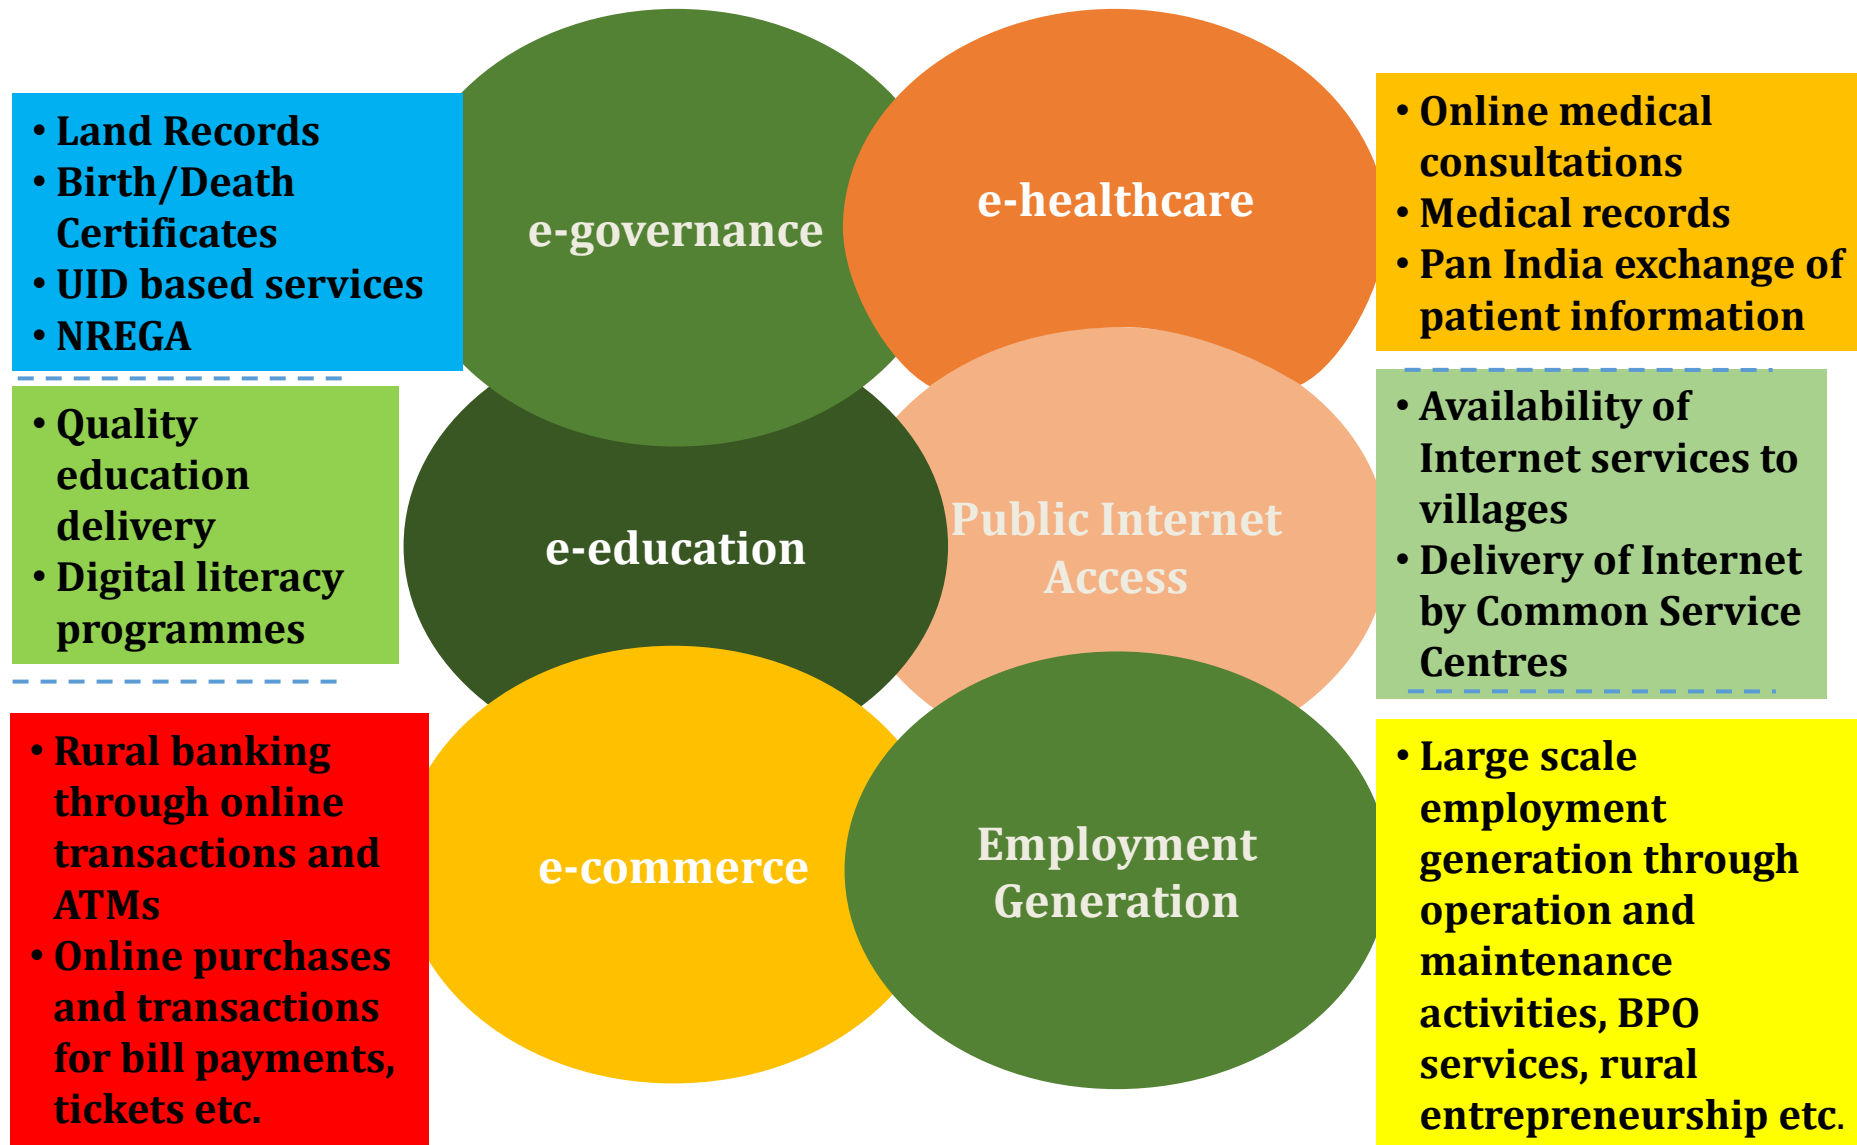 • Land Records
• Birth/Death
Certificates
• UID based services
• NREGA
e-governance
e-healthcare
• Online medical
consultations
• Medical records
• Pan India exchange of
patient information
• Quality
education
delivery
• Digital literacy
programmes
e-education
Public Internet
Access
• Availability of
Internet services to
villages
• Delivery of Internet
by Common Service
Centres
• Rural banking
through online
transactions and
ATMs
• Online purchases
and transactions
for bill payments,
tickets etc.
e-commerce
Employment
Generation
• Large scale
employment
generation through
operation and
maintenance
activities, BPO
services, rural
entrepreneurship etc.